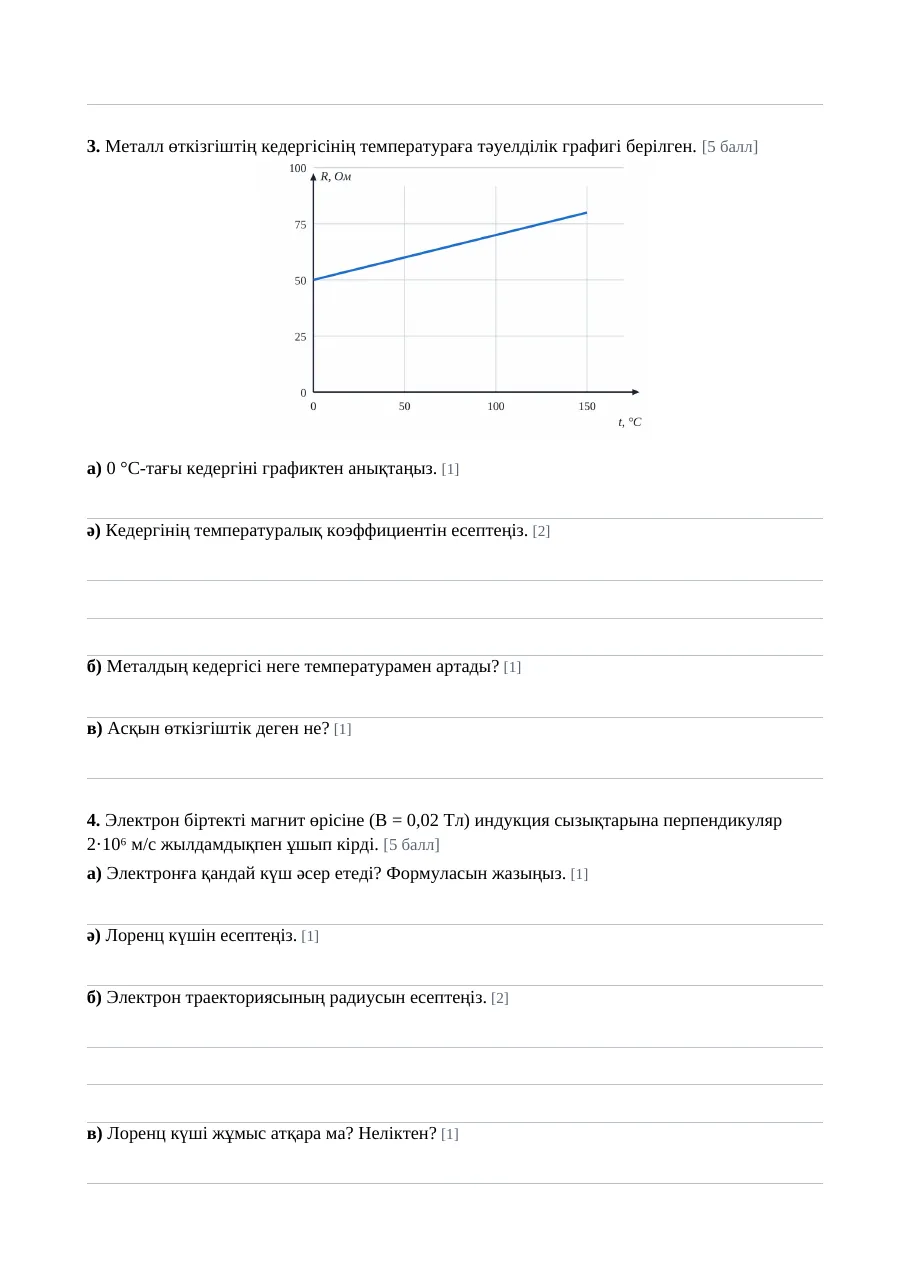 3. Металл өткізгіштің кедергісінің температураға тәуелділік графигі берілген. [5 балл]
100
R, Ом
75
50
25
0
0 50 100 150
t, °C
а) 0 °C-тағы кедергіні графиктен анықтаңыз. [1]
ә) Кедергінің температуралық коэффициентін есептеңіз. [2]
б) Металдың кедергісі неге температурамен артады? [1]
в) Асқын өткізгіштік деген не? [1]
4. Электрон біртекті магнит өрісіне (B = 0,02 Тл) индукция сызықтарына перпендикуляр
2·10⁶ м/с жылдамдықпен ұшып кірді. [5 балл]
а) Электронға қандай күш әсер етеді? Формуласын жазыңыз. [1]
ә) Лоренц күшін есептеңіз. [1]
б) Электрон траекториясының радиусын есептеңіз. [2]
в) Лоренц күші жұмыс атқара ма? Неліктен? [1]